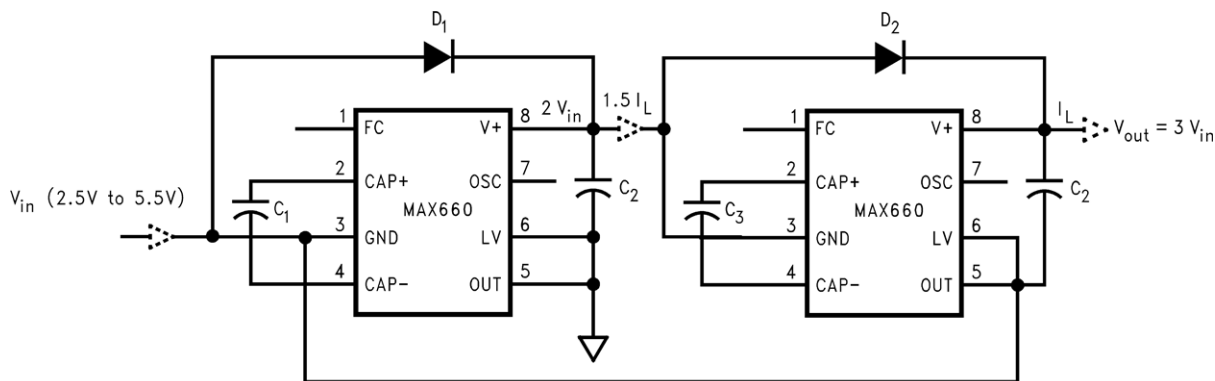 D1
D2
2 Vin
1.5 IL
IL
Vout = 3 Vin
Vin (2.5V to 5.5V)
1
FC
V+
8
2
CAP+
OSC
7
C1
MAX660
C2
3
GND
LV
6
4
CAP-
OUT
5
1
FC
V+
8
2
CAP+
OSC
7
C3
MAX660
C2
3
GND
LV
6
4
CAP-
OUT
5